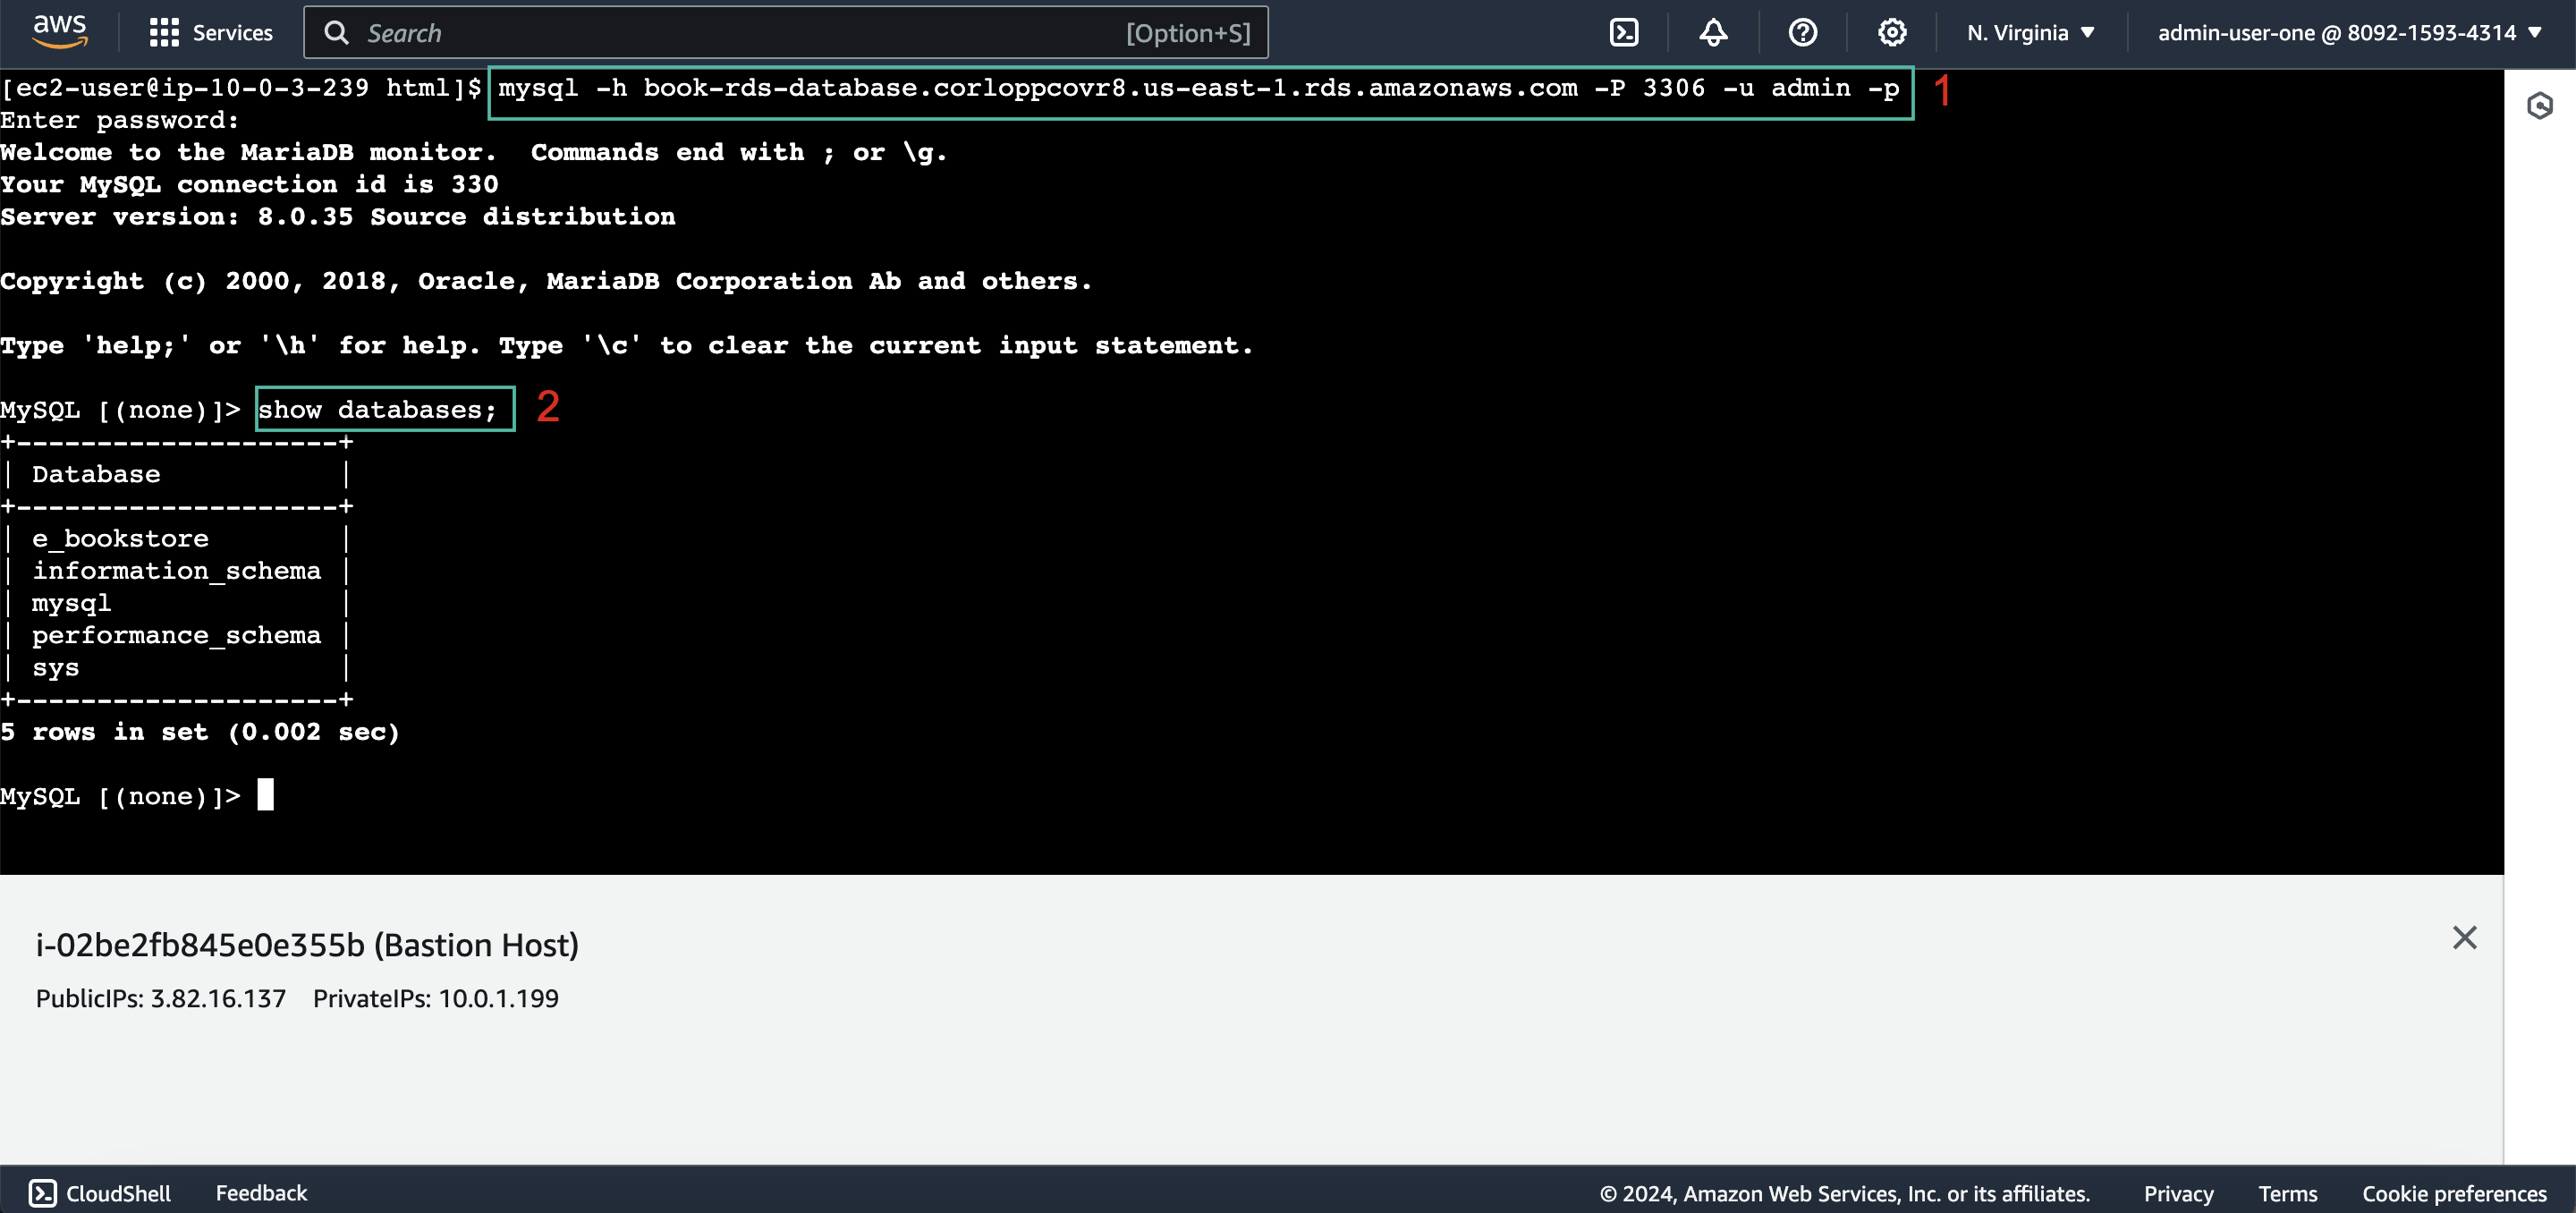 aws Services Search [Option+S] N. Virginia ▼ admin-user-one @ 8092-1593-4314 ▼
[ec2-user@ip-10-0-3-239 html]$ mysql -h book-rds-database.corloppcovr8.us-east-1.rds.amazonaws.com -P 3306 -u admin -p 1
Enter password:
Welcome to the MariaDB monitor.  Commands end with ; or \g.
Your MySQL connection id is 330
Server version: 8.0.35 Source distribution
Copyright (c) 2000, 2018, Oracle, MariaDB Corporation Ab and others.
Type 'help;' or '\h' for help. Type '\c' to clear the current input statement.
MySQL [(none)]> show databases; 2
+--------------------+
| Database           |
+--------------------+
| e_bookstore        |
| information_schema |
| mysql              |
| performance_schema |
| sys                |
+--------------------+
5 rows in set (0.002 sec)
MySQL [(none)]>
i-02be2fb845e0e355b (Bastion Host)
PublicIPs: 3.82.16.137 PrivateIPs: 10.0.1.199
CloudShell Feedback © 2024, Amazon Web Services, Inc. or its affiliates. Privacy Terms Cookie preferences